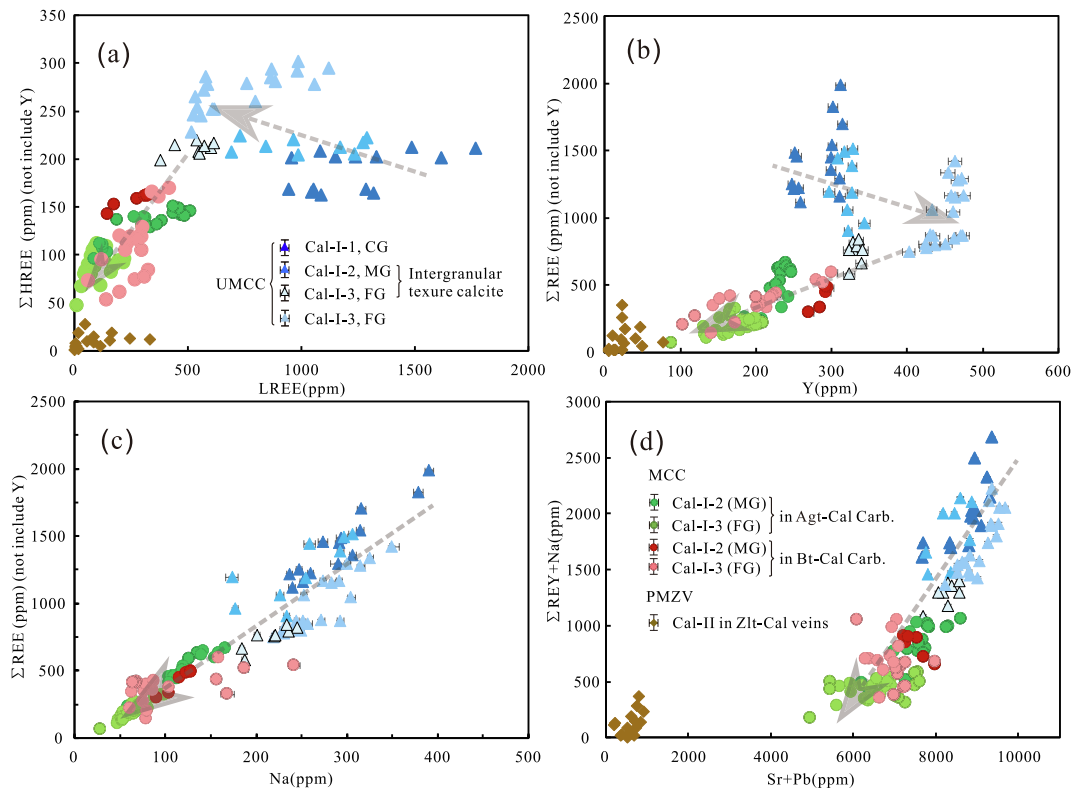 (a)
350
300
250
200
150
100
50
0
0
500
1000
1500
2000
∑HREE (ppm) (not include Y)
LREE(ppm)
UMCC
Cal-I-1, CG
Cal-I-2, MG
Cal-I-3, FG
Cal-I-3, FG
Intergranular
texure calcite
(b)
2500
2000
1500
1000
500
0
0
100
200
300
400
500
600
∑REE (ppm) (not include Y)
Y(ppm)
(c)
2500
2000
1500
1000
500
0
0
100
200
300
400
500
∑REE (ppm) (not include Y)
Na(ppm)
(d)
3000
2500
2000
1500
1000
500
0
0
2000
4000
6000
8000
10000
∑REY+Na(ppm)
Sr+Pb(ppm)
MCC
Cal-I-2 (MG)
Cal-I-3 (FG)
in Agt-Cal Carb.
Cal-I-2 (MG)
Cal-I-3 (FG)
in Bt-Cal Carb.
PMZV
Cal-II in Zlt-Cal veins